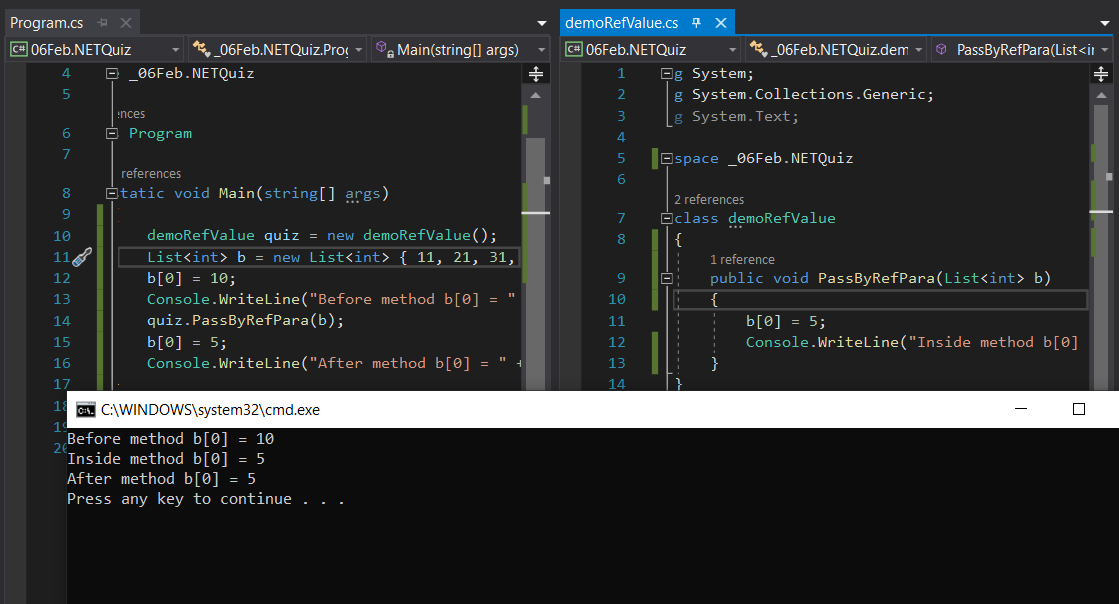 Program.cs
C# 06Feb.NETQuiz
_06Feb.NETQuiz.Proç
Main(string[] args)
4 _06Feb.NETQuiz
5
ences
6 Program
7
references
8 tatic void Main(string[] args)
9
10 demoRefValue quiz = new demoRefValue();
11 List<int> b = new List<int> { 11, 21, 31,
12 b[0] = 10;
13 Console.WriteLine("Before method b[0] = "
14 quiz.PassByRefPara(b);
15 b[0] = 5;
16 Console.WriteLine("After method b[0] = " +
17
18
19
20
demoRefValue.cs
C# 06Feb.NETQuiz
_06Feb.NETQuiz.dem
PassByRefPara(List<in
1 g System;
2 g System.Collections.Generic;
3 g System.Text;
4
5 space _06Feb.NETQuiz
6
2 references
7 class demoRefValue
8 {
1 reference
9 public void PassByRefPara(List<int> b)
10 {
11 b[0] = 5;
12 Console.WriteLine("Inside method b[0]
13 }
14 }
C:\WINDOWS\system32\cmd.exe
Before method b[0] = 10
Inside method b[0] = 5
After method b[0] = 5
Press any key to continue . . .